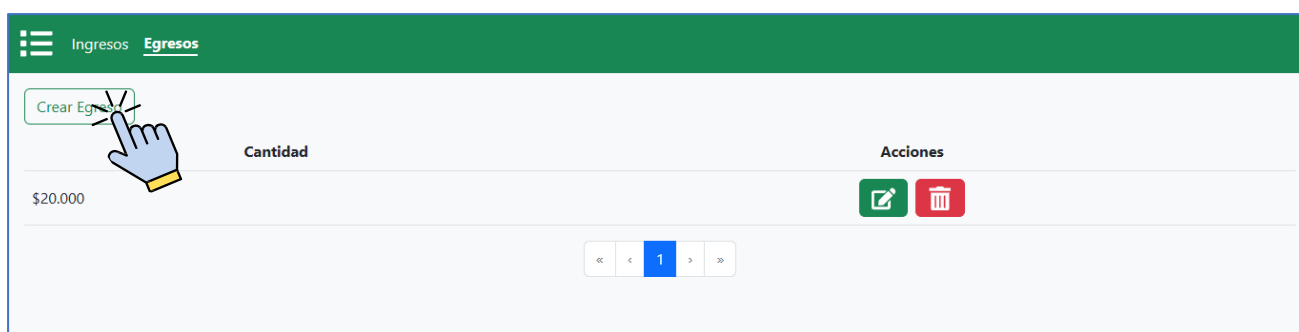 Ingresos Egresos
Crear Egreso
Cantidad Acciones
$20.000
« ‹ 1 › »